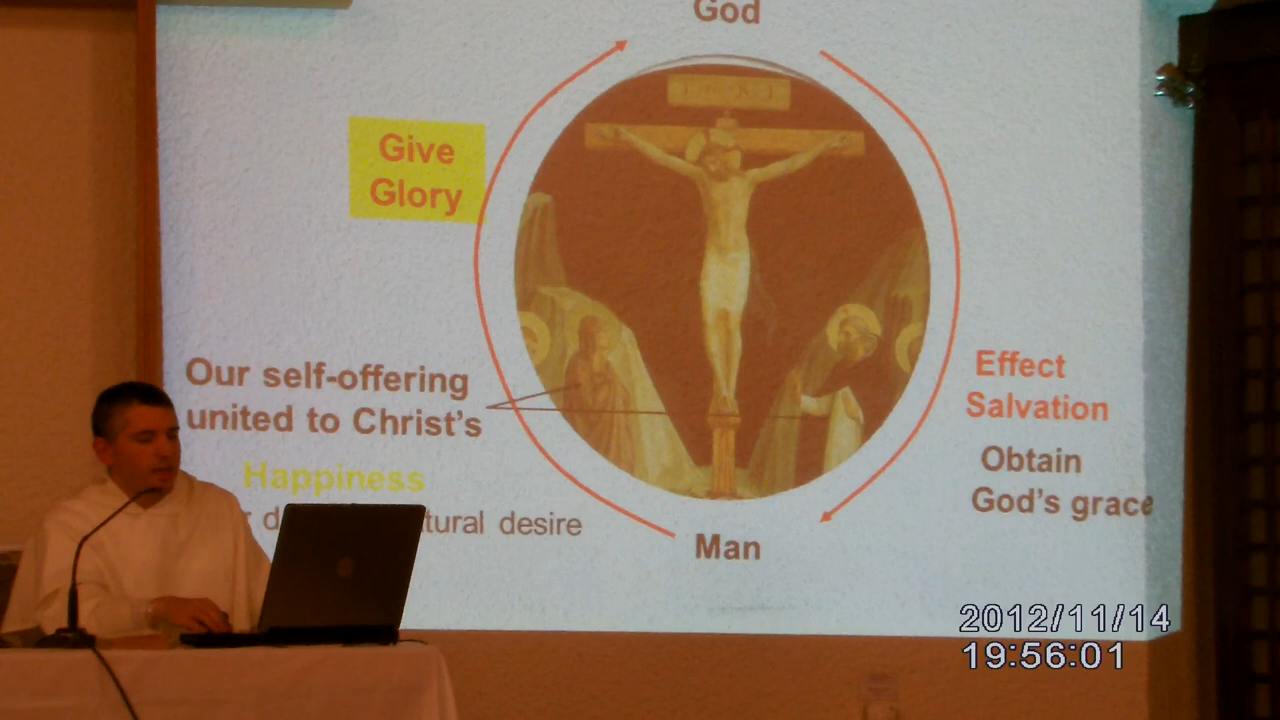 God
Give
Glory
Our self-offering
united to Christ's
Happiness
desire
Effect
Salvation
Obtain
God's grace
Man
2012/11/14
19:56:01